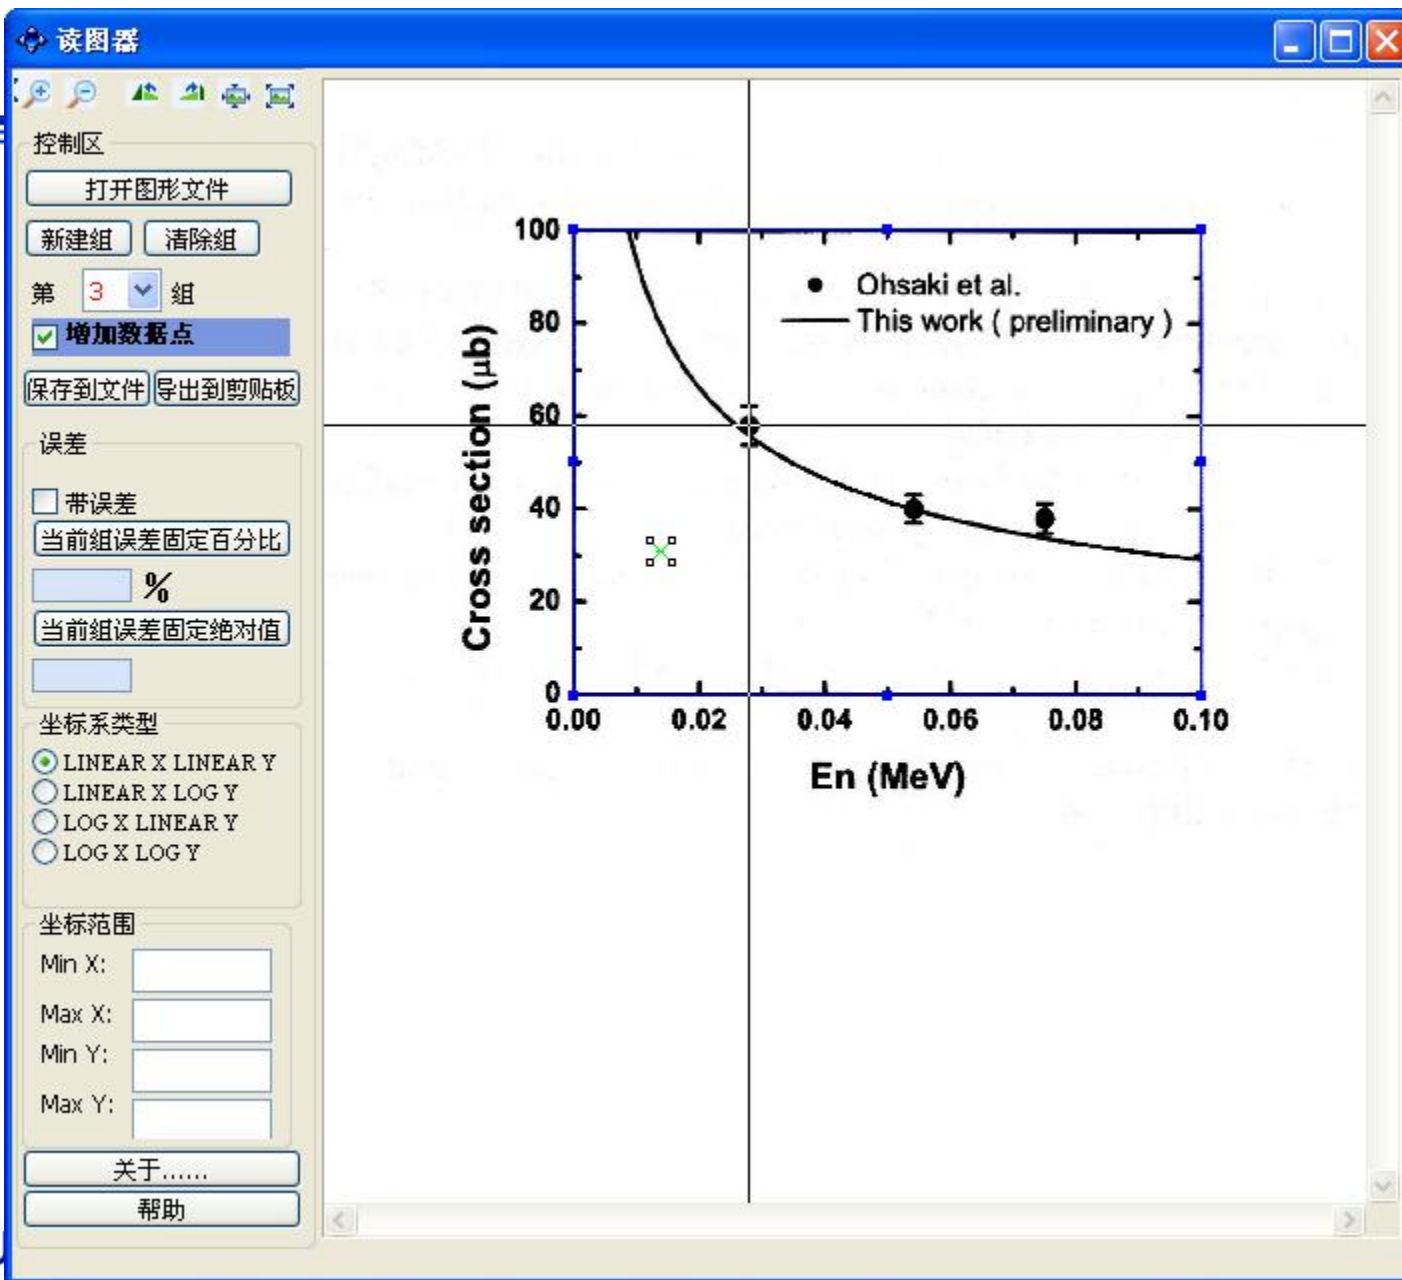 读图器
控制区
打开图形文件
新建组 清除组
第 3 组
增加数据点
保存到文件 导出到剪贴板
误差
带误差
当前组误差固定百分比
%
当前组误差固定绝对值
坐标系类型
LINEAR X LINEAR Y
LINEAR X LOG Y
LOG X LINEAR Y
LOG X LOG Y
坐标范围
Min X:
Max X:
Min Y:
Max Y:
关于......
帮助
Cross section (μb)
100
80
60
40
20
0
Ohsaki et al.
This work ( preliminary )
0.00 0.02 0.04 0.06 0.08 0.10
En (MeV)